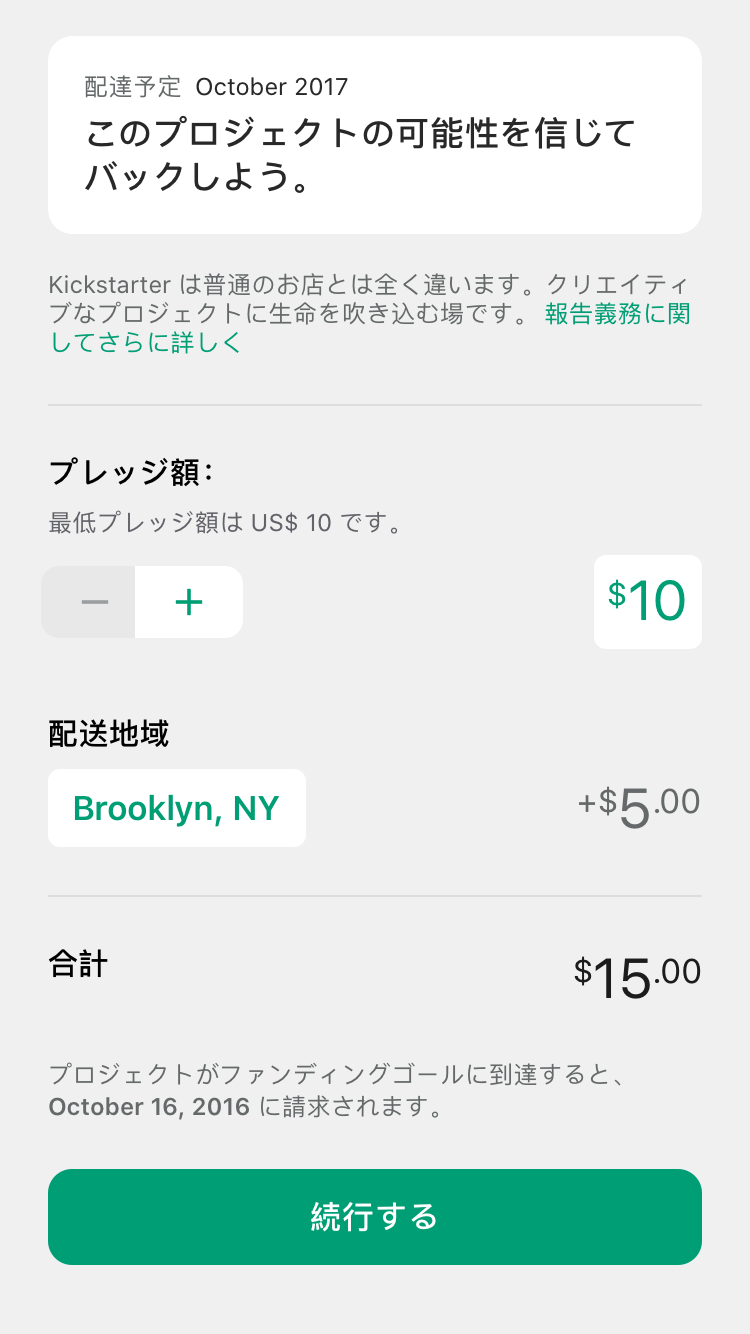 配達予定 October 2017
このプロジェクトの可能性を信じて
バックしよう。
Kickstarter は普通のお店とは全く違います。クリエイティ
ブなプロジェクトに生命を吹き込む場です。 報告義務に関
してさらに詳しく
プレッジ額:
最低プレッジ額は US$ 10 です。
− +
$10
配送地域
Brooklyn, NY
+$5.00
合計
$15.00
プロジェクトがファンディングゴールに到達すると、
October 16, 2016 に請求されます。
続行する